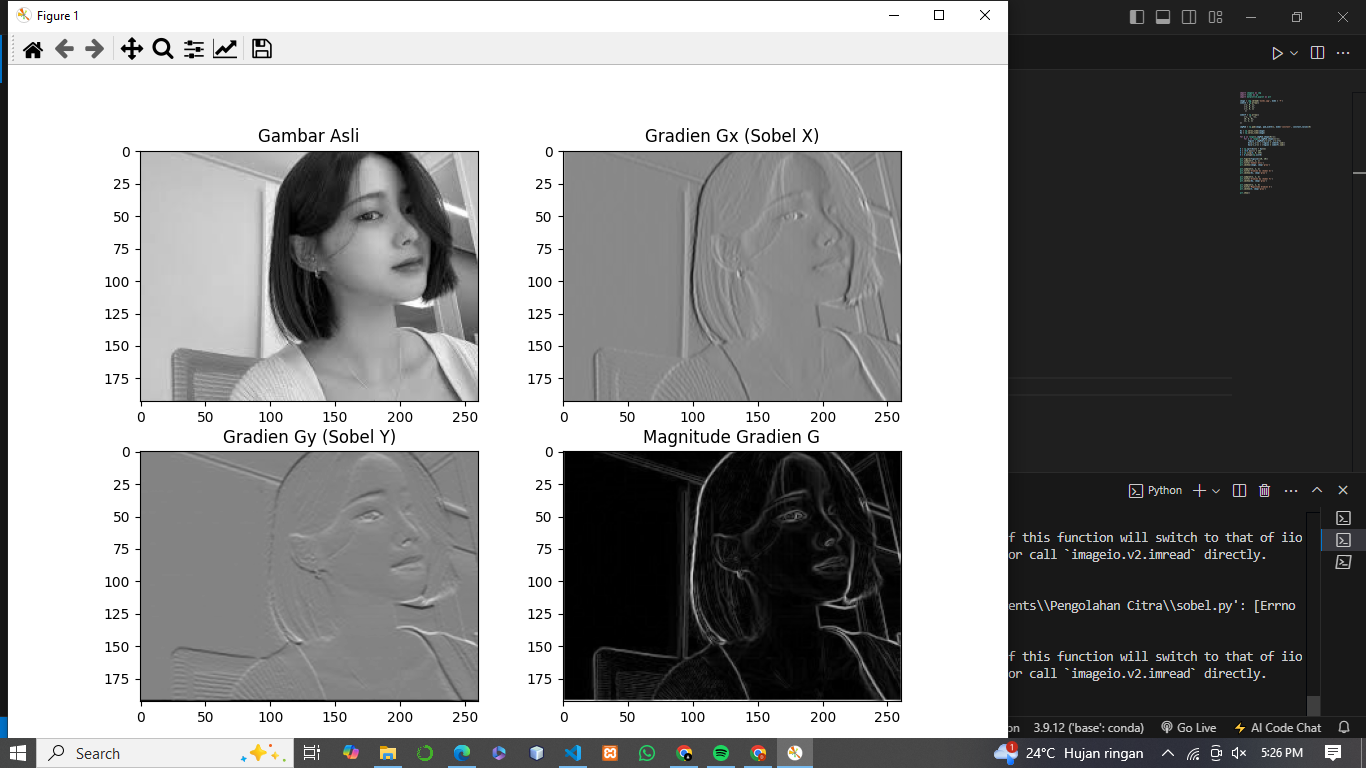 Figure 1
Gambar Asli
0
25
50
75
100
125
150
175
0 50 100 150 200 250
Gradien Gx (Sobel X)
0
25
50
75
100
125
150
175
0 50 100 150 200 250
Gradien Gy (Sobel Y)
0
25
50
75
100
125
150
175
0 50 100 150 200 250
Magnitude Gradien G
0
25
50
75
100
125
150
175
0 50 100 150 200 250
Python
f this function will switch to that of iio
or call `imageio.v2.imread` directly.
ents\\Pengolahan Citra\\sobel.py': [Errno
f this function will switch to that of iio
or call `imageio.v2.imread` directly.
on 3.9.12 ('base': conda) Go Live AI Code Chat
Search
1
24°C Hujan ringan
5:26 PM